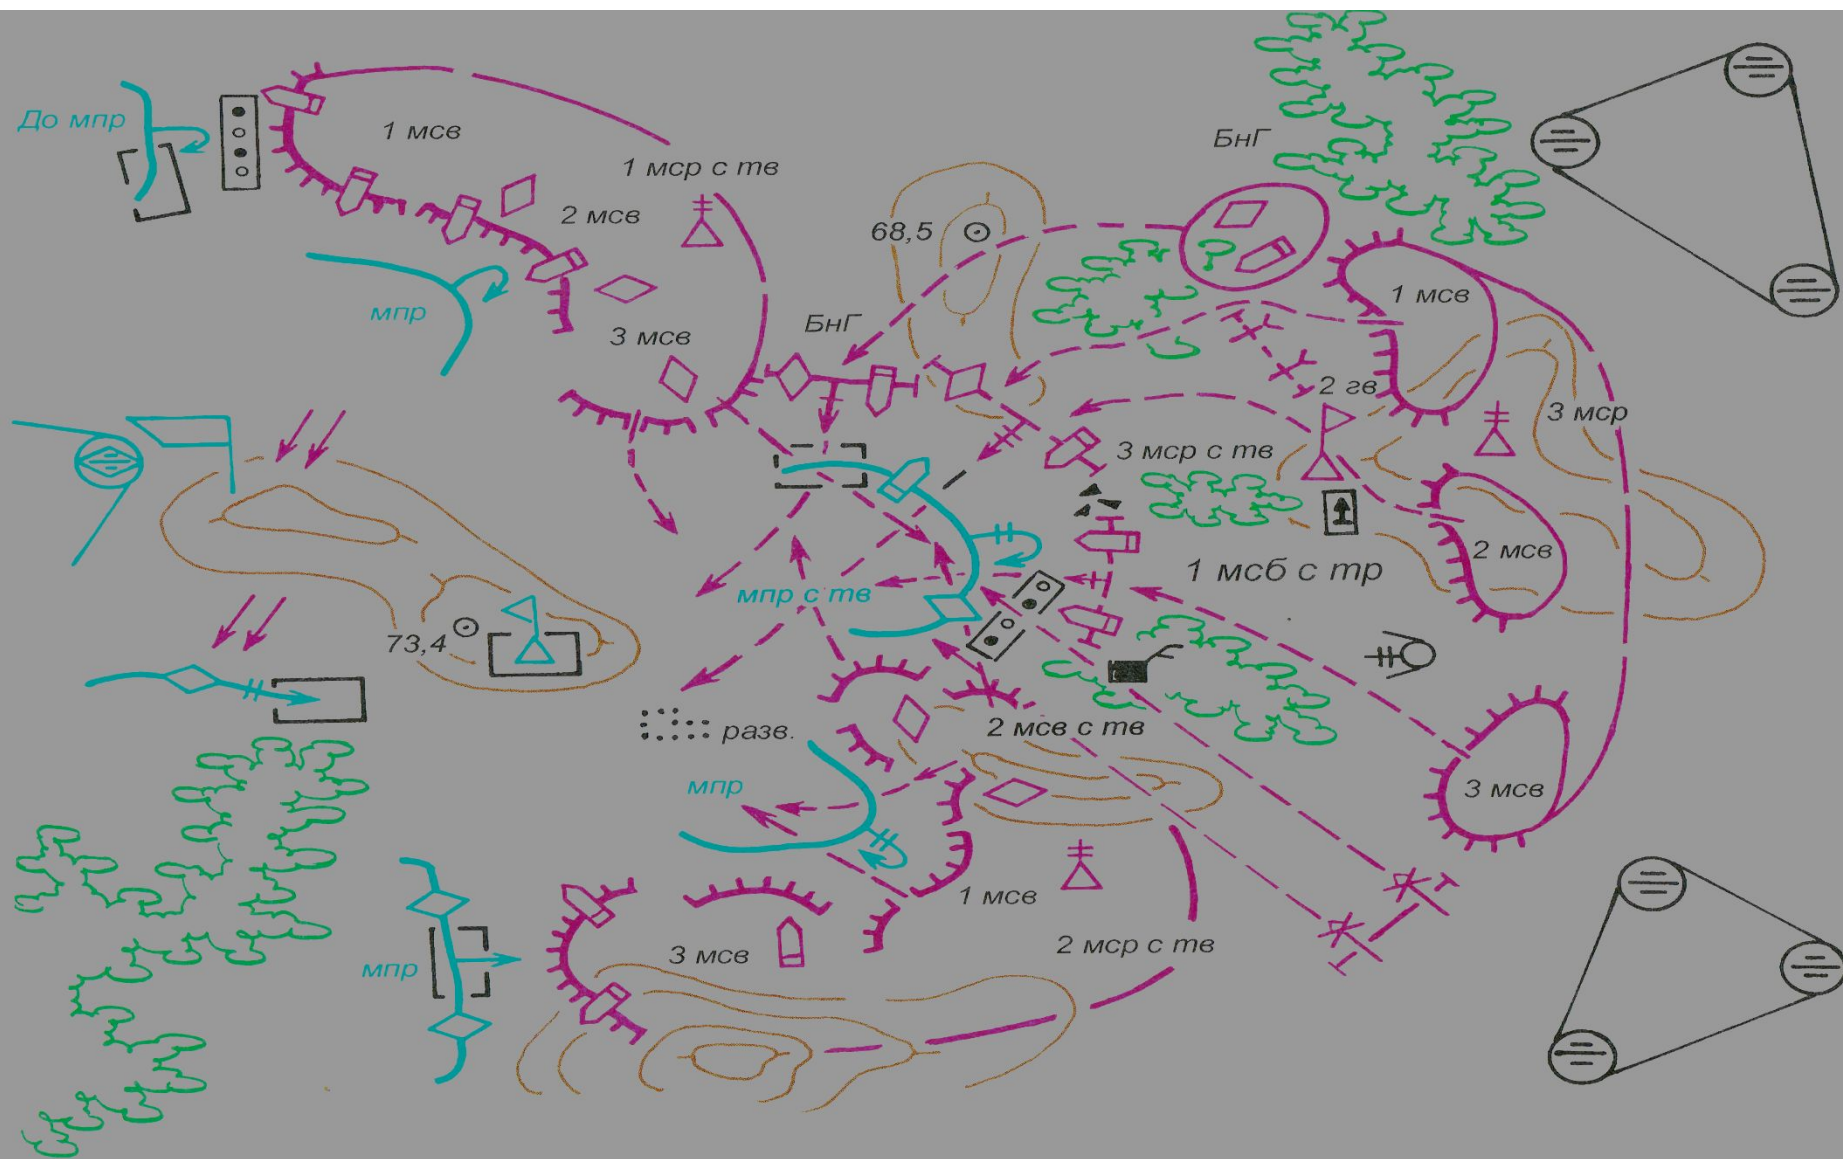 До мпр
1 мсв
1 мср с тв
БнГ
2 мсв
68,5
1 мсв
мпр
БнГ
3 мсв
2 гв
3 мср
3 мср с тв
2 мсв
1 мсб с тр
мпр с тв
73,4
2 мсв с тв
разв.
мпр
3 мсв
1 мсв
2 мср с тв
3 мсв
мпр